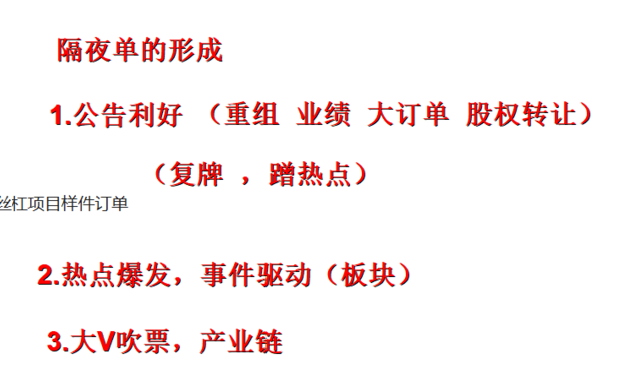 隔夜单的形成
1.公告利好 （重组 业绩 大订单 股权转让）
（复牌 ，蹭热点）
丝杠项目样件订单
2.热点爆发，事件驱动（板块）
3.大V吹票，产业链